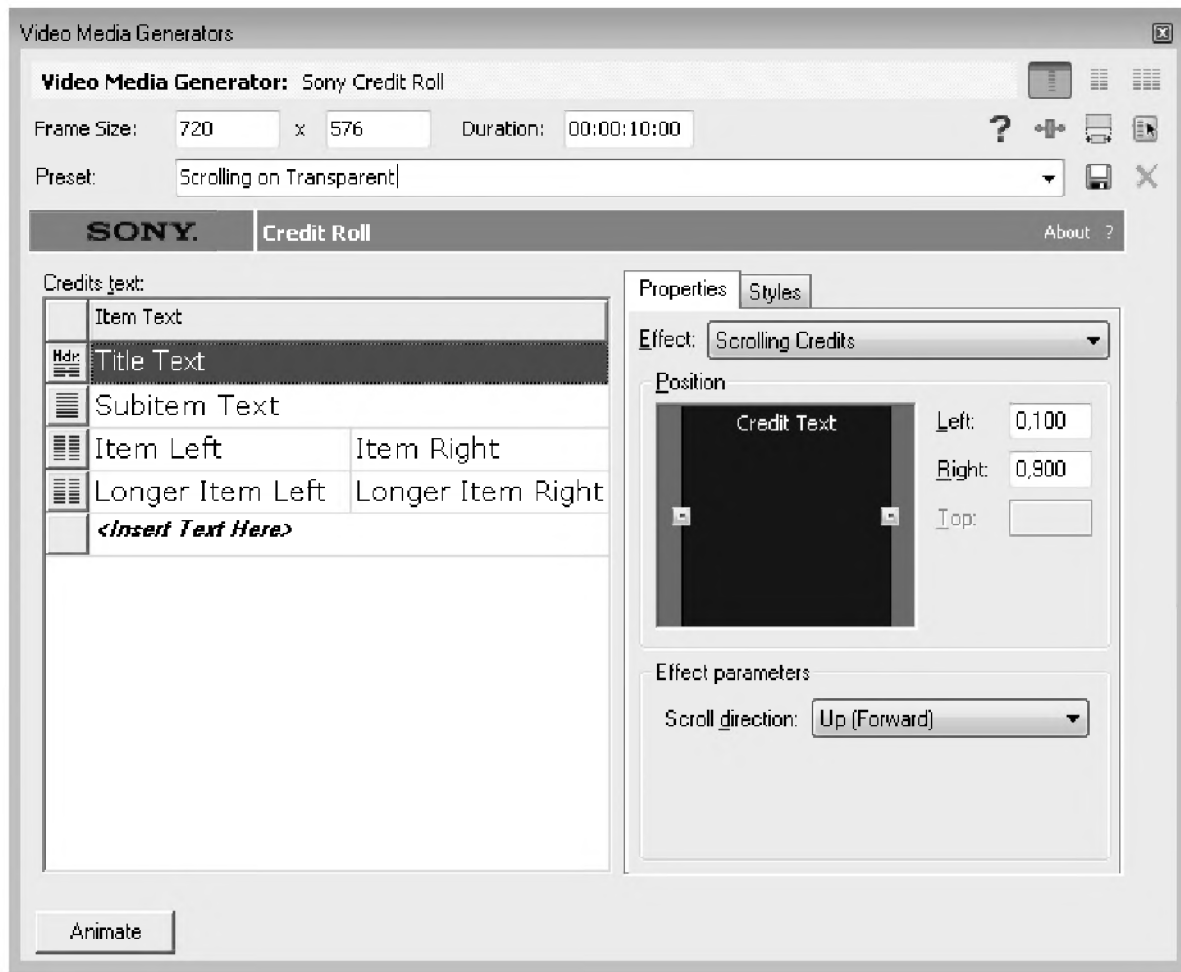 Video Media Generators
Video Media Generator: Sony Credit Roll
Frame Size: 720 x 576 Duration: 00:00:10:00 ?
Preset: Scrolling on Transparent
SONY. Credit Roll About ?
Credits text:
Item Text
Hdr: Title Text
Subitem Text
Item Left Item Right
Longer Item Left Longer Item Right
<Insert Text Here>
Properties Styles
Effect: Scrolling Credits
Position
Credit Text
Left: 0,100
Right: 0,900
Top:
Effect parameters
Scroll direction: Up (Forward)
Animate